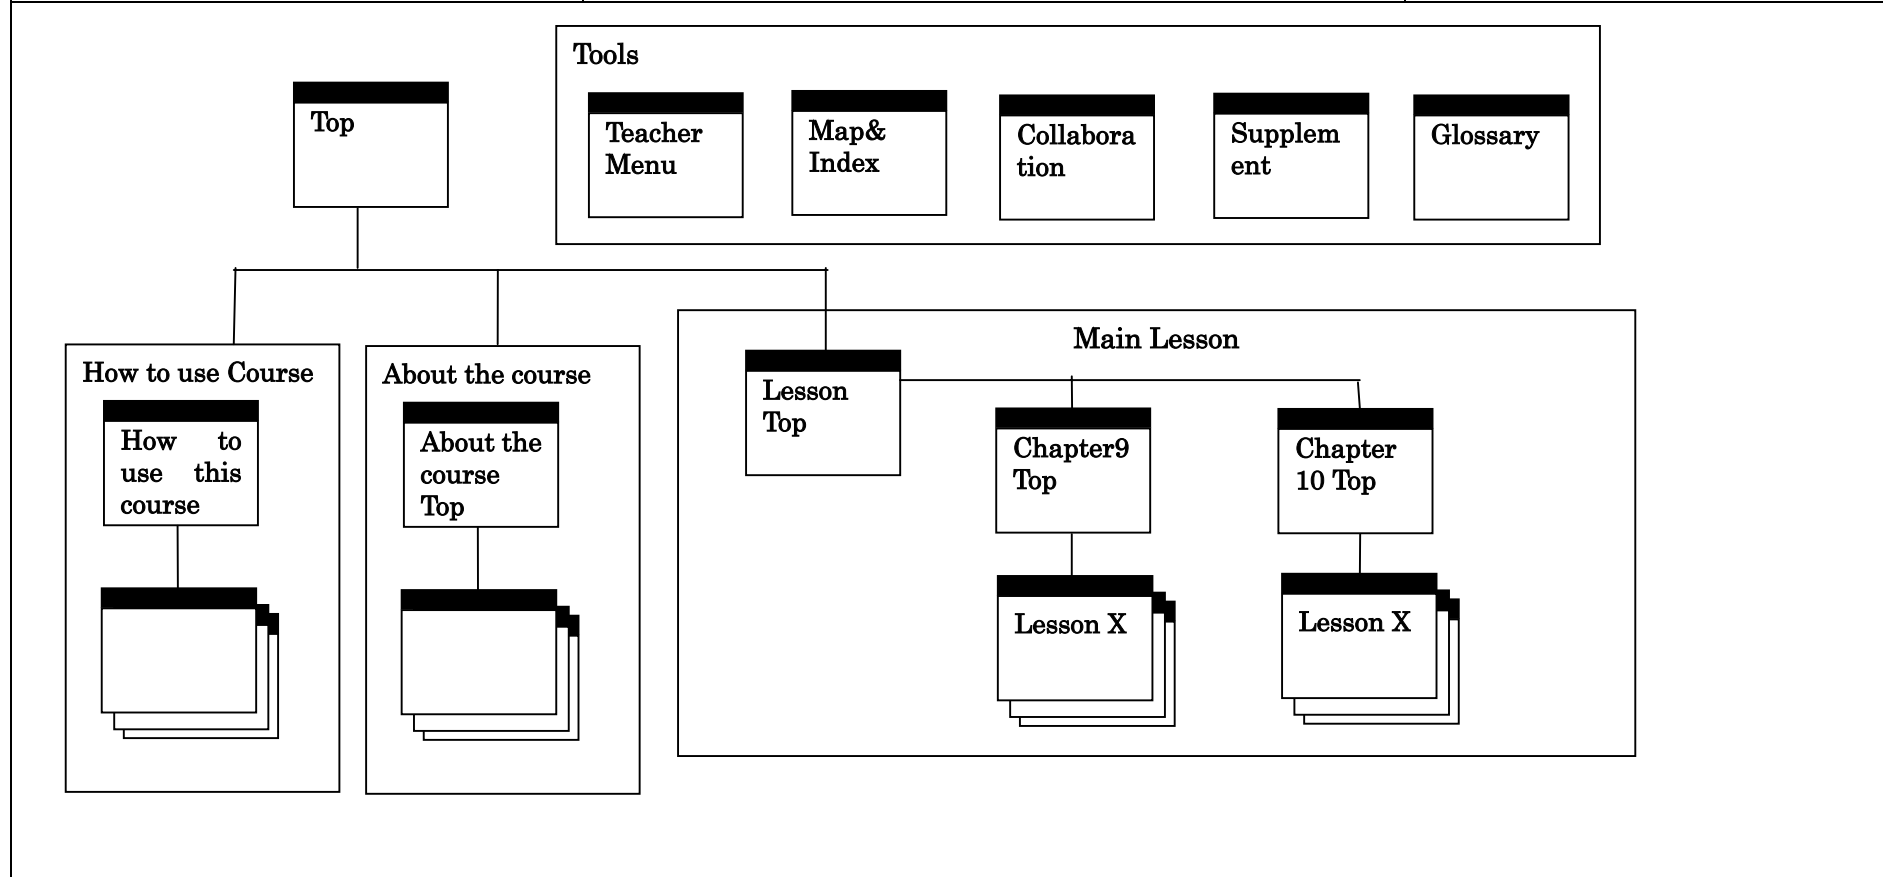 Tools
Top
Teacher
Menu
Map&
Index
Collabora
tion
Supplem
ent
Glossary
How to use Course
How to
use this
course
About the course
About the
course
Top
Main Lesson
Lesson
Top
Chapter9
Top
Chapter
10 Top
Lesson X
Lesson X